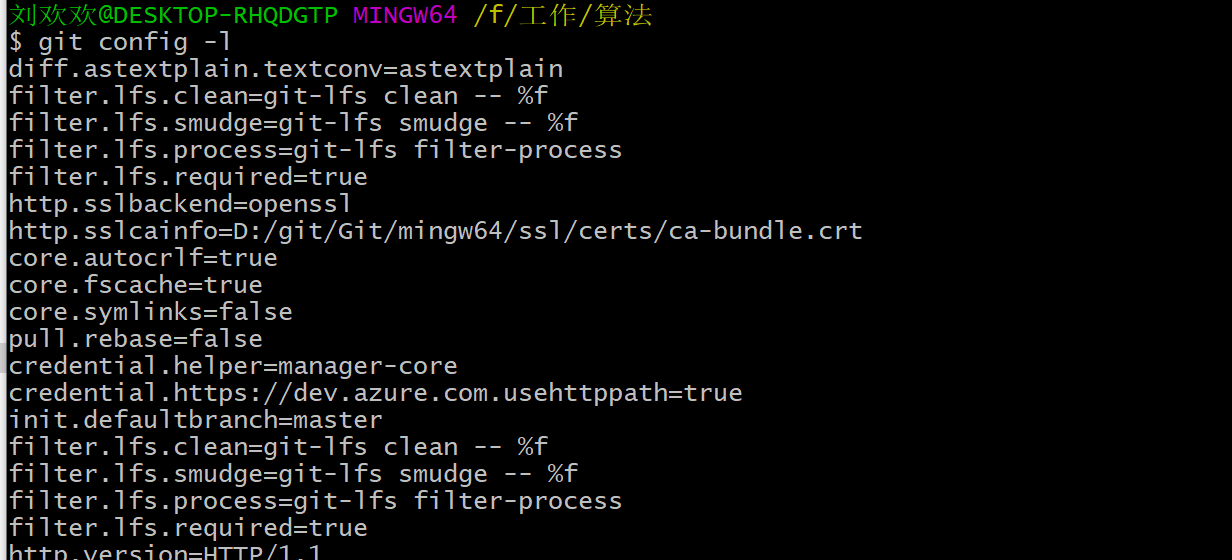 刘欢欢@DESKTOP-RHQDGTP MINGW64 /f/工作/算法
$ git config -l
diff.astextplain.textconv=astextplain
filter.lfs.clean=git-lfs clean -- %f
filter.lfs.smudge=git-lfs smudge -- %f
filter.lfs.process=git-lfs filter-process
filter.lfs.required=true
http.sslbackend=openssl
http.sslcainfo=D:/git/Git/mingw64/ssl/certs/ca-bundle.crt
core.autocrlf=true
core.fscache=true
core.symlinks=false
pull.rebase=false
credential.helper=manager-core
credential.https://dev.azure.com.usehttppath=true
init.defaultbranch=master
filter.lfs.clean=git-lfs clean -- %f
filter.lfs.smudge=git-lfs smudge -- %f
filter.lfs.process=git-lfs filter-process
filter.lfs.required=true
http.version=HTTP/1.1